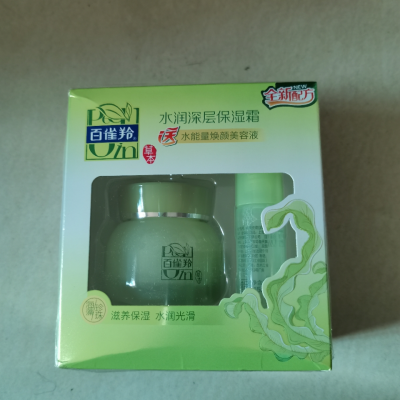 NEW
全新配方
百雀羚
草本
水润深层保湿霜
送 水能量焕颜美容液
百雀羚
滋养保湿 水润光滑